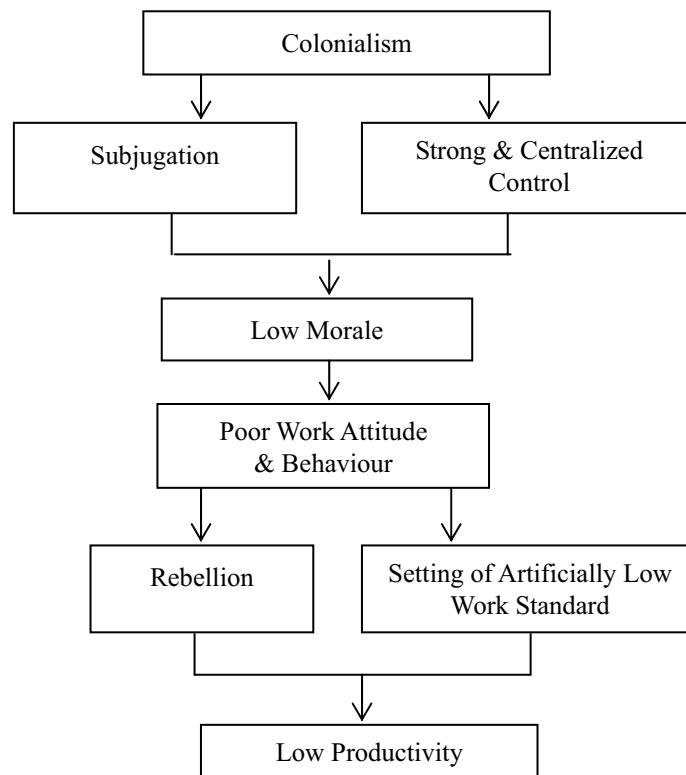 Colonialism
Subjugation
Strong & Centralized
Control
Low Morale
Poor Work Attitude
& Behaviour
Rebellion
Setting of Artificially Low
Work Standard
Low Productivity